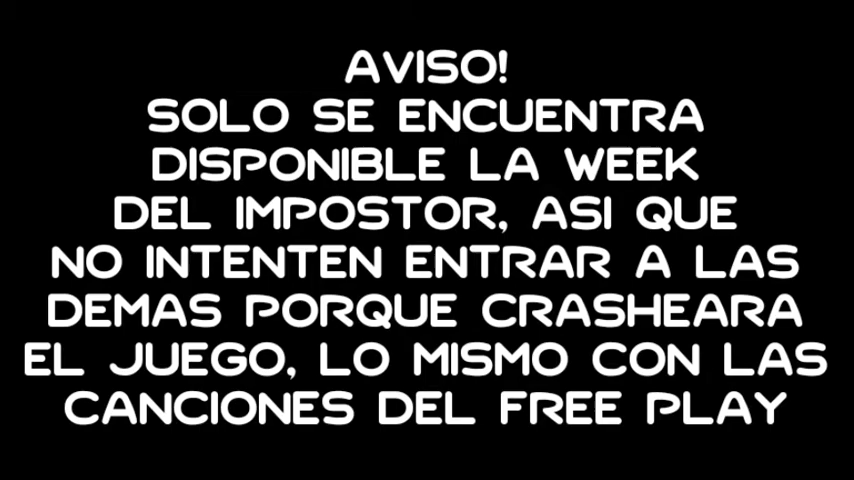 AVISO!
SOLO SE ENCUENTRA
DISPONIBLE LA WEEK
DEL IMPOSTOR, ASI QUE
NO INTENTEN ENTRAR A LAS
DEMAS PORQUE CRASHEARA
EL JUEGO, LO MISMO CON LAS
CANCIONES DEL FREE PLAY